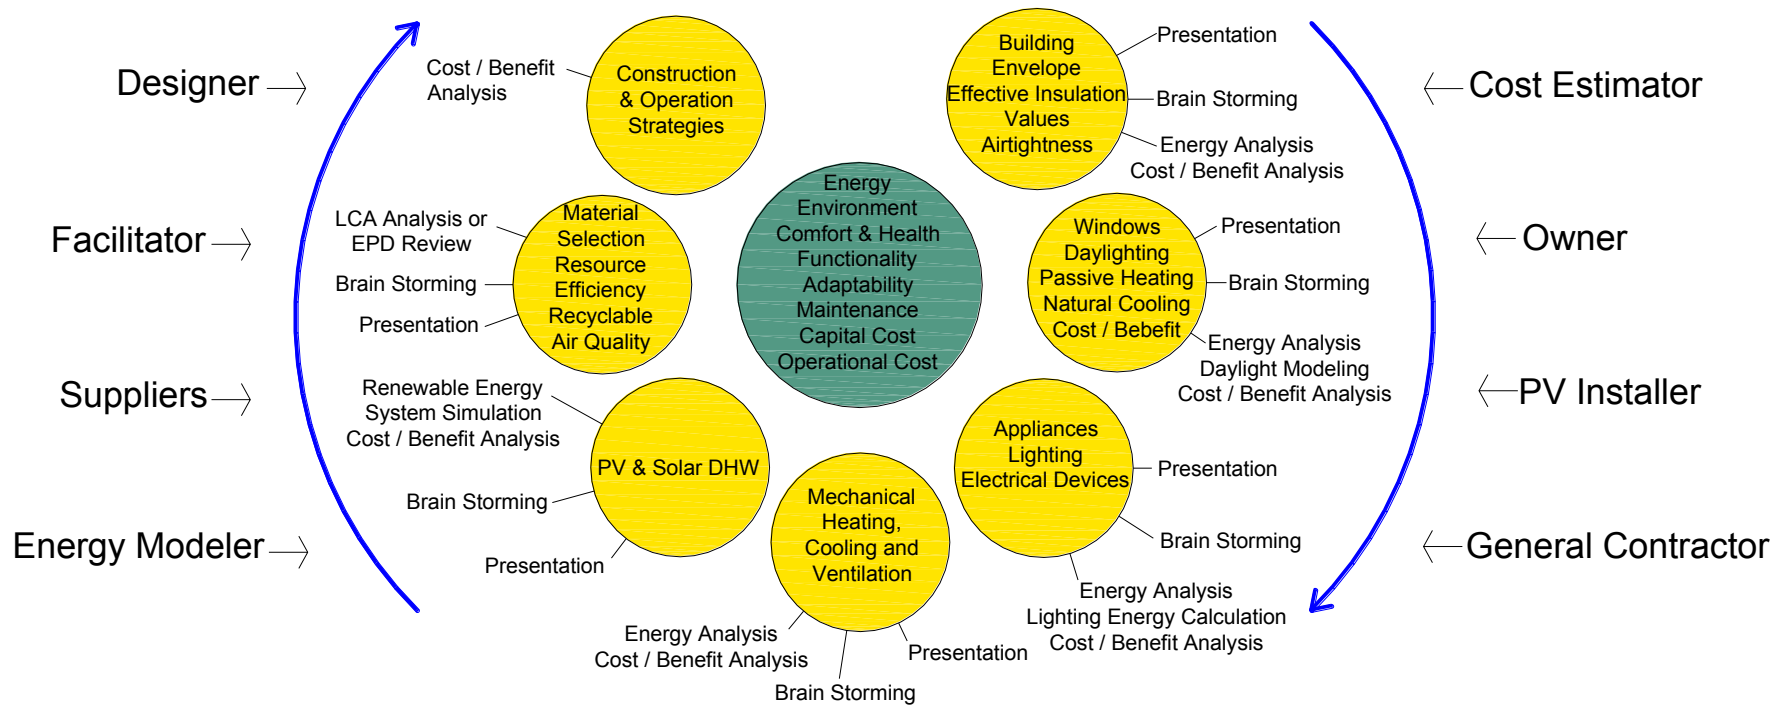 Designer
Facilitator
Suppliers
Energy Modeler
Cost / Benefit
Analysis
Construction
& Operation
Strategies
LCA Analysis or
EPD Review
Brain Storming
Presentation
Material
Selection
Resource
Efficiency
Recyclable
Air Quality
Renewable Energy
System Simulation
Cost / Benefit Analysis
Brain Storming
Presentation
PV & Solar DHW
Energy
Environment
Comfort & Health
Functionality
Adaptability
Maintenance
Capital Cost
Operational Cost
Mechanical
Heating,
Cooling and
Ventilation
Energy Analysis
Cost / Benefit Analysis
Brain Storming
Presentation
Building
Envelope
Effective Insulation
Values
Airtightness
Presentation
Brain Storming
Energy Analysis
Cost / Benefit Analysis
Windows
Daylighting
Passive Heating
Natural Cooling
Cost / Bebefit
Presentation
Brain Storming
Energy Analysis
Daylight Modeling
Cost / Benefit Analysis
Appliances
Lighting
Electrical Devices
Presentation
Brain Storming
Energy Analysis
Lighting Energy Calculation
Cost / Benefit Analysis
Cost Estimator
Owner
PV Installer
General Contractor